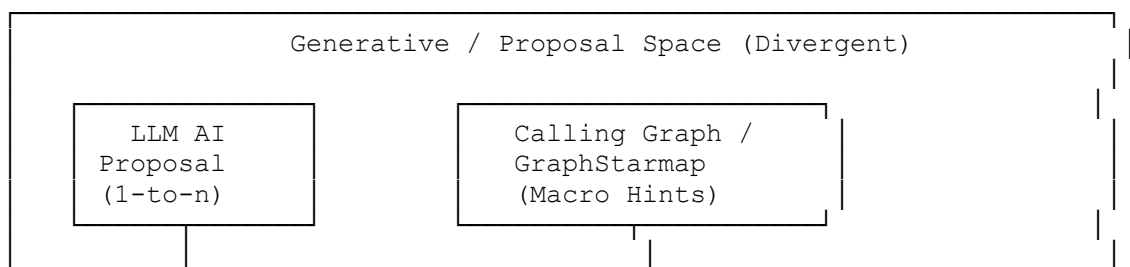 Generative / Proposal Space (Divergent)
LLM AI
Proposal
(1-to-n)
Calling Graph /
GraphStarmap
(Macro Hints)